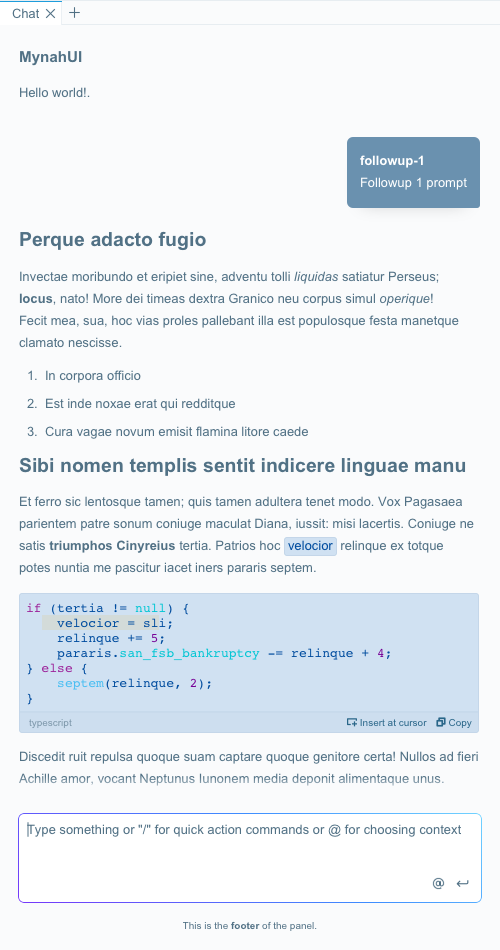 Chat
MynahUI
Hello world!.
followup-1
Followup 1 prompt
Perque adacto fugio
Invectae moribundo et eripiet sine, adventu tolli liquidas satiatur Perseus;
locus, nato! More dei timeas dextra Granico neu corpus simul operique!
Fecit mea, sua, hoc vias proles pallebant illa est populosque festa manetque
clamato nescisse.
1. In corpora officio
2. Est inde noxae erat qui redditque
3. Cura vagae novum emisit flamina litore caede
Sibi nomen templis sentit indicere linguae manu
Et ferro sic lentosque tamen; quis tamen adultera tenet modo. Vox Pagasaea
parientem patre sonum coniuge maculat Diana, iussit: misi lacertis. Coniuge ne
satis triumphos Cinyreius tertia. Patrios hoc velocior relinque ex totque
potes nuntia me pascitur iacet iners pararis septem.
if (tertia != null) {
velocior = sli;
relinque += 5;
pararis.san_fsb_bankruptcy -= relinque + 4;
} else {
septem(relinque, 2);
}
typescript Insert at cursor Copy
Discedit ruit repulsa quoque suam captare quoque genitore certa! Nullos ad fieri
Achille amor, vocant Neptunus Iunonem media deponit alimentaque unus.
Type something or "/" for quick action commands or @ for choosing context
@
This is the footer of the panel.